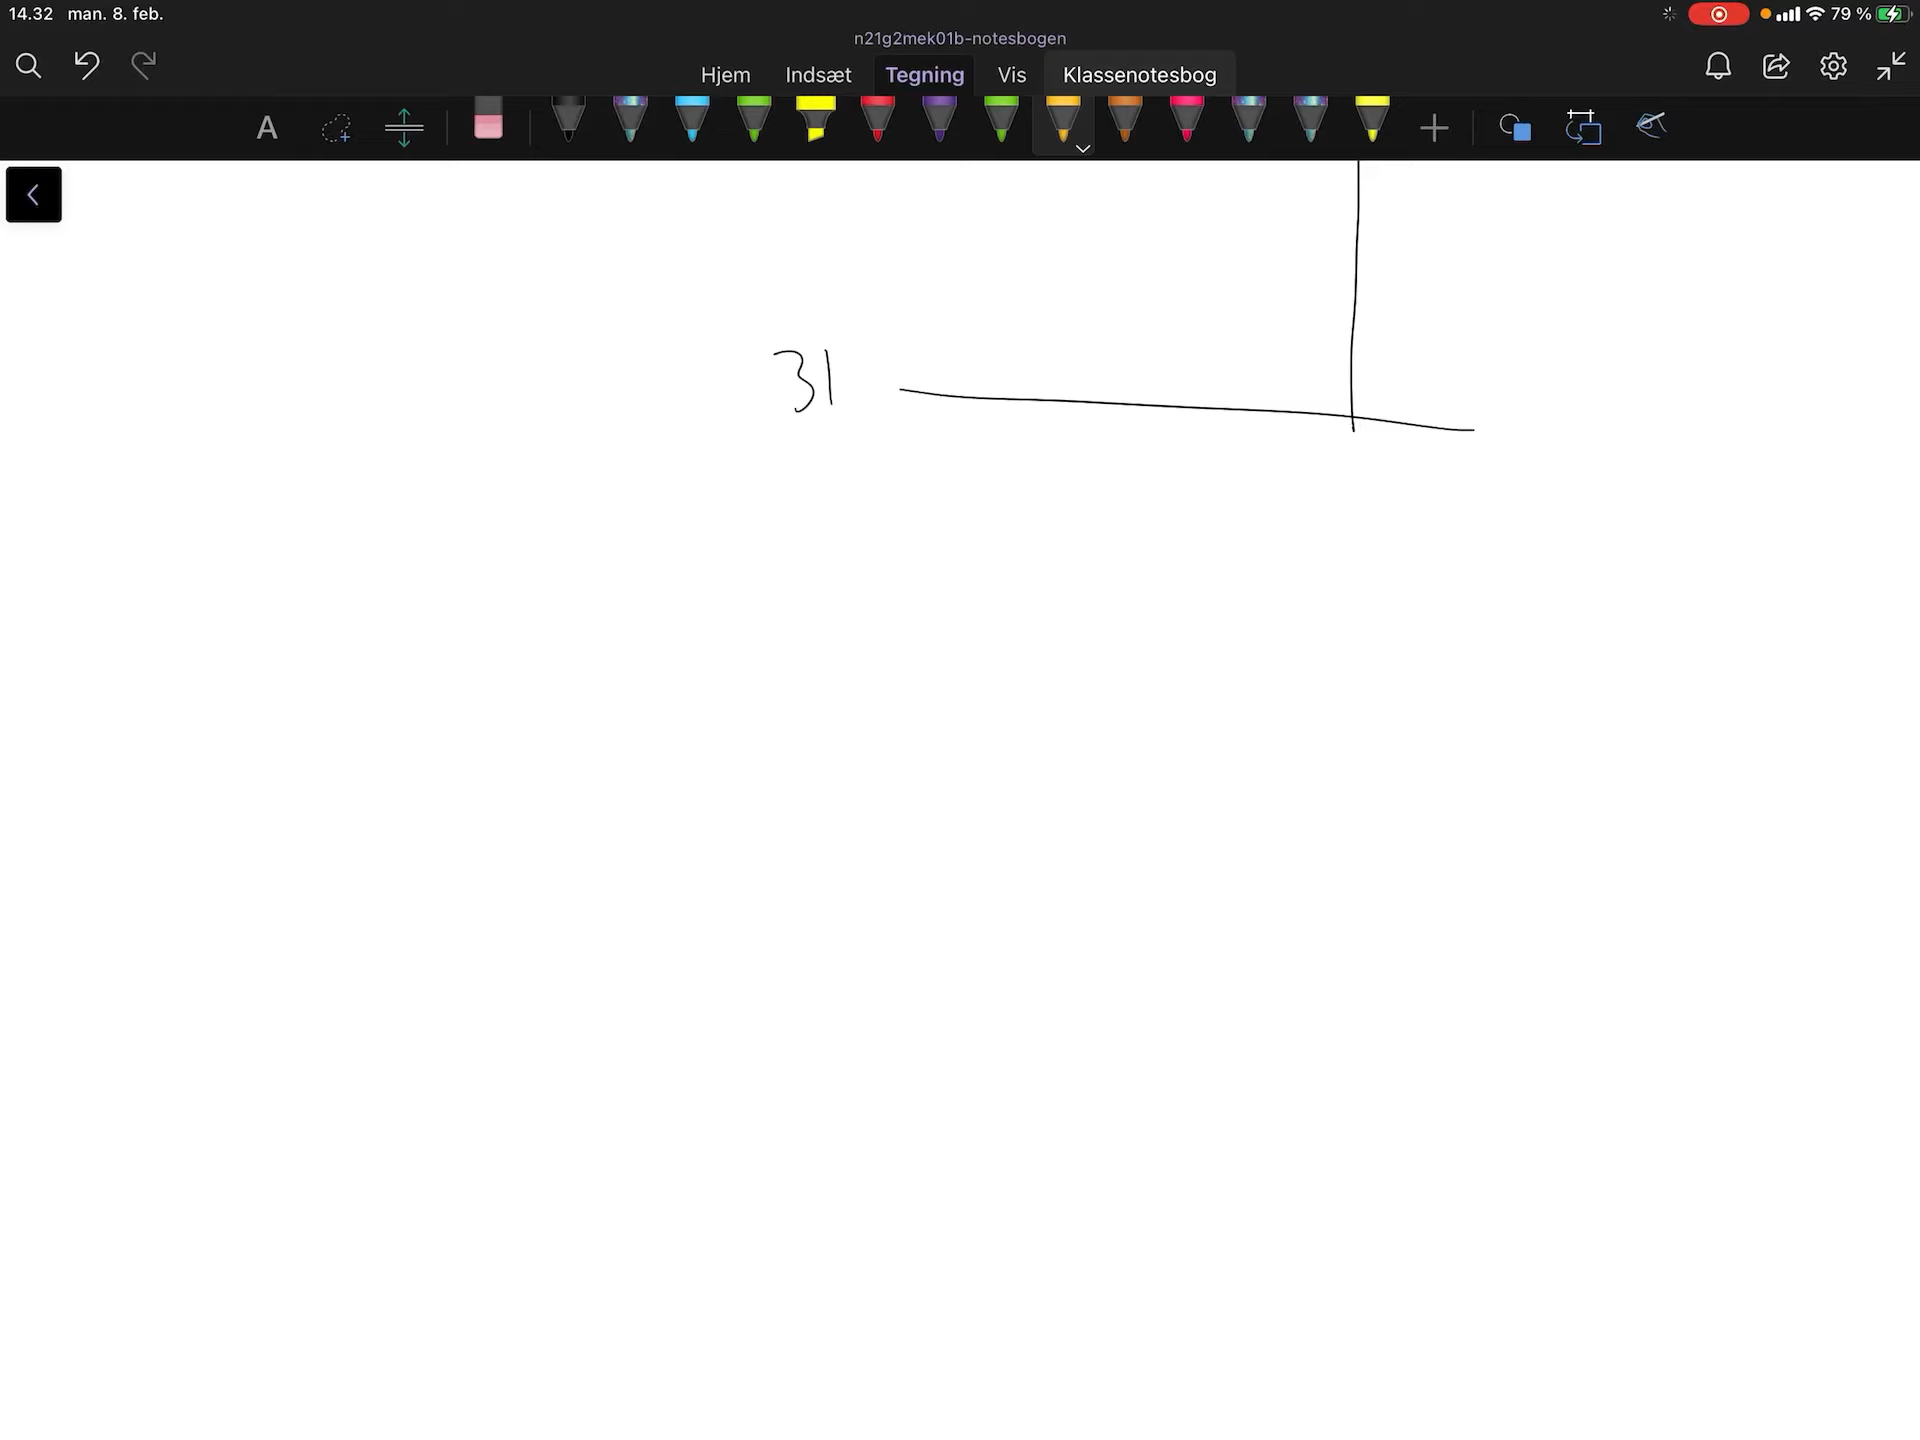 14.32 man. 8. feb. 79 %
n21g2mek01b-notesbogen
Hjem Indsæt Tegning Vis Klassenotesbog
A
31